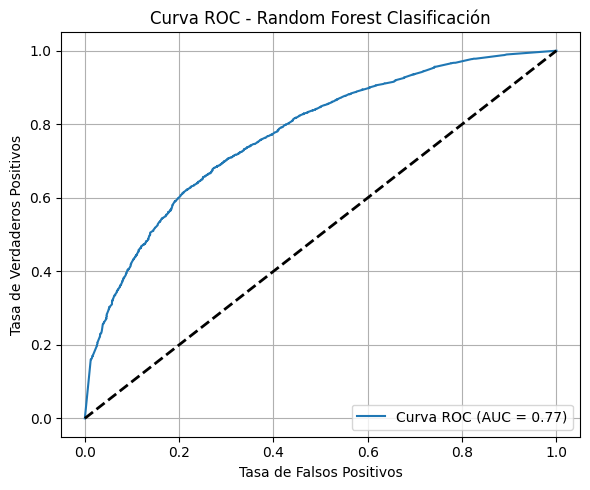 Curva ROC - Random Forest Clasificación
Tasa de Verdaderos Positivos
1.0
0.8
0.6
0.4
0.2
0.0
Curva ROC (AUC = 0.77)
0.0 0.2 0.4 0.6 0.8 1.0
Tasa de Falsos Positivos